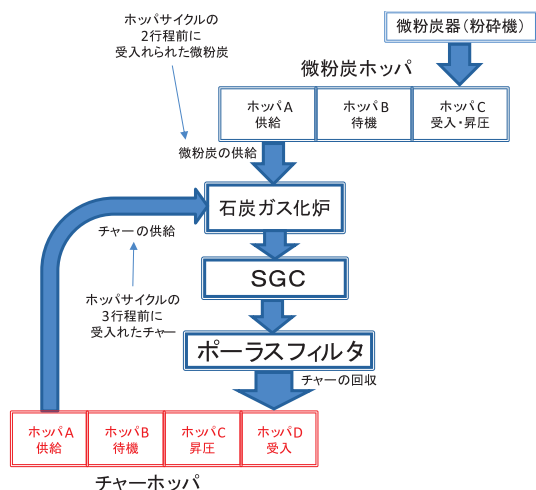 ホッパサイクルの
2行程前に
受入れられた微粉炭
微粉炭器(粉砕機)
微粉炭ホッパ
ホッパA
供給
ホッパB
待機
ホッパC
受入・昇圧
微粉炭の供給
石炭ガス化炉
チャーの供給
SGC
ホッパサイクルの
3行程前に
受入れたチャー
ポーラスフィルタ
チャーの回収
ホッパA
供給
ホッパB
待機
ホッパC
昇圧
ホッパD
受入
チャーホッパ